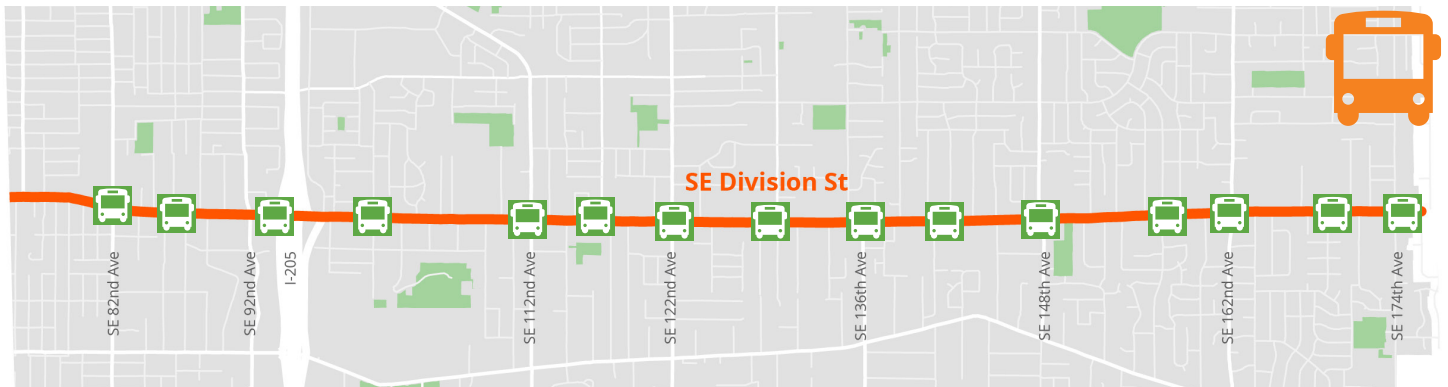 SE Division St
SE 82nd Ave
SE 92nd Ave
I-205
SE 112nd Ave
SE 122nd Ave
SE 136th Ave
SE 148th Ave
SE 162nd Ave
SE 174th Ave